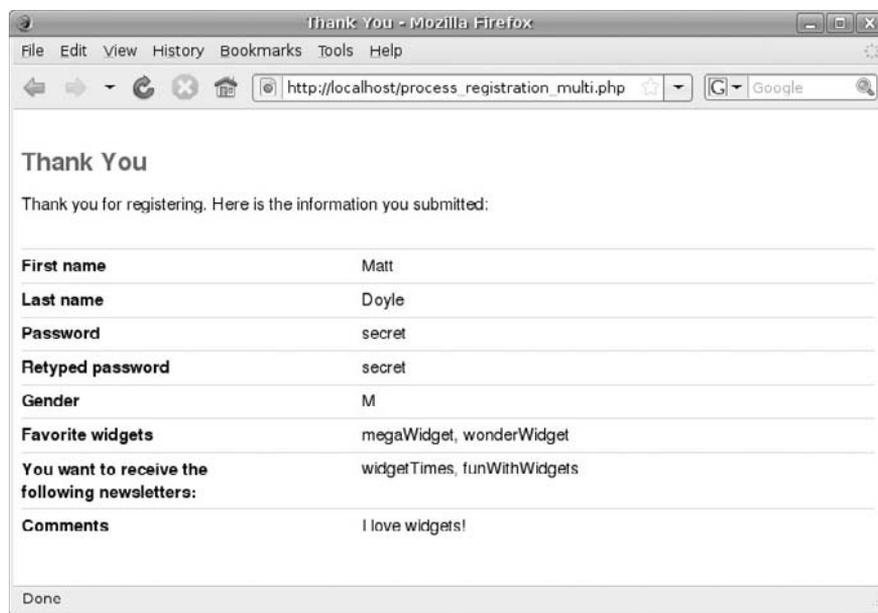 Thank You - Mozilla Firefox
File Edit View History Bookmarks Tools Help
http://localhost/process_registration_multi.php
G Google
Thank You
Thank you for registering. Here is the information you submitted:
First name Matt
Last name Doyle
Password secret
Retyped password secret
Gender M
Favorite widgets megaWidget, wonderWidget
You want to receive the widgetTimes, funWithWidgets
following newsletters:
Comments I love widgets!
Done